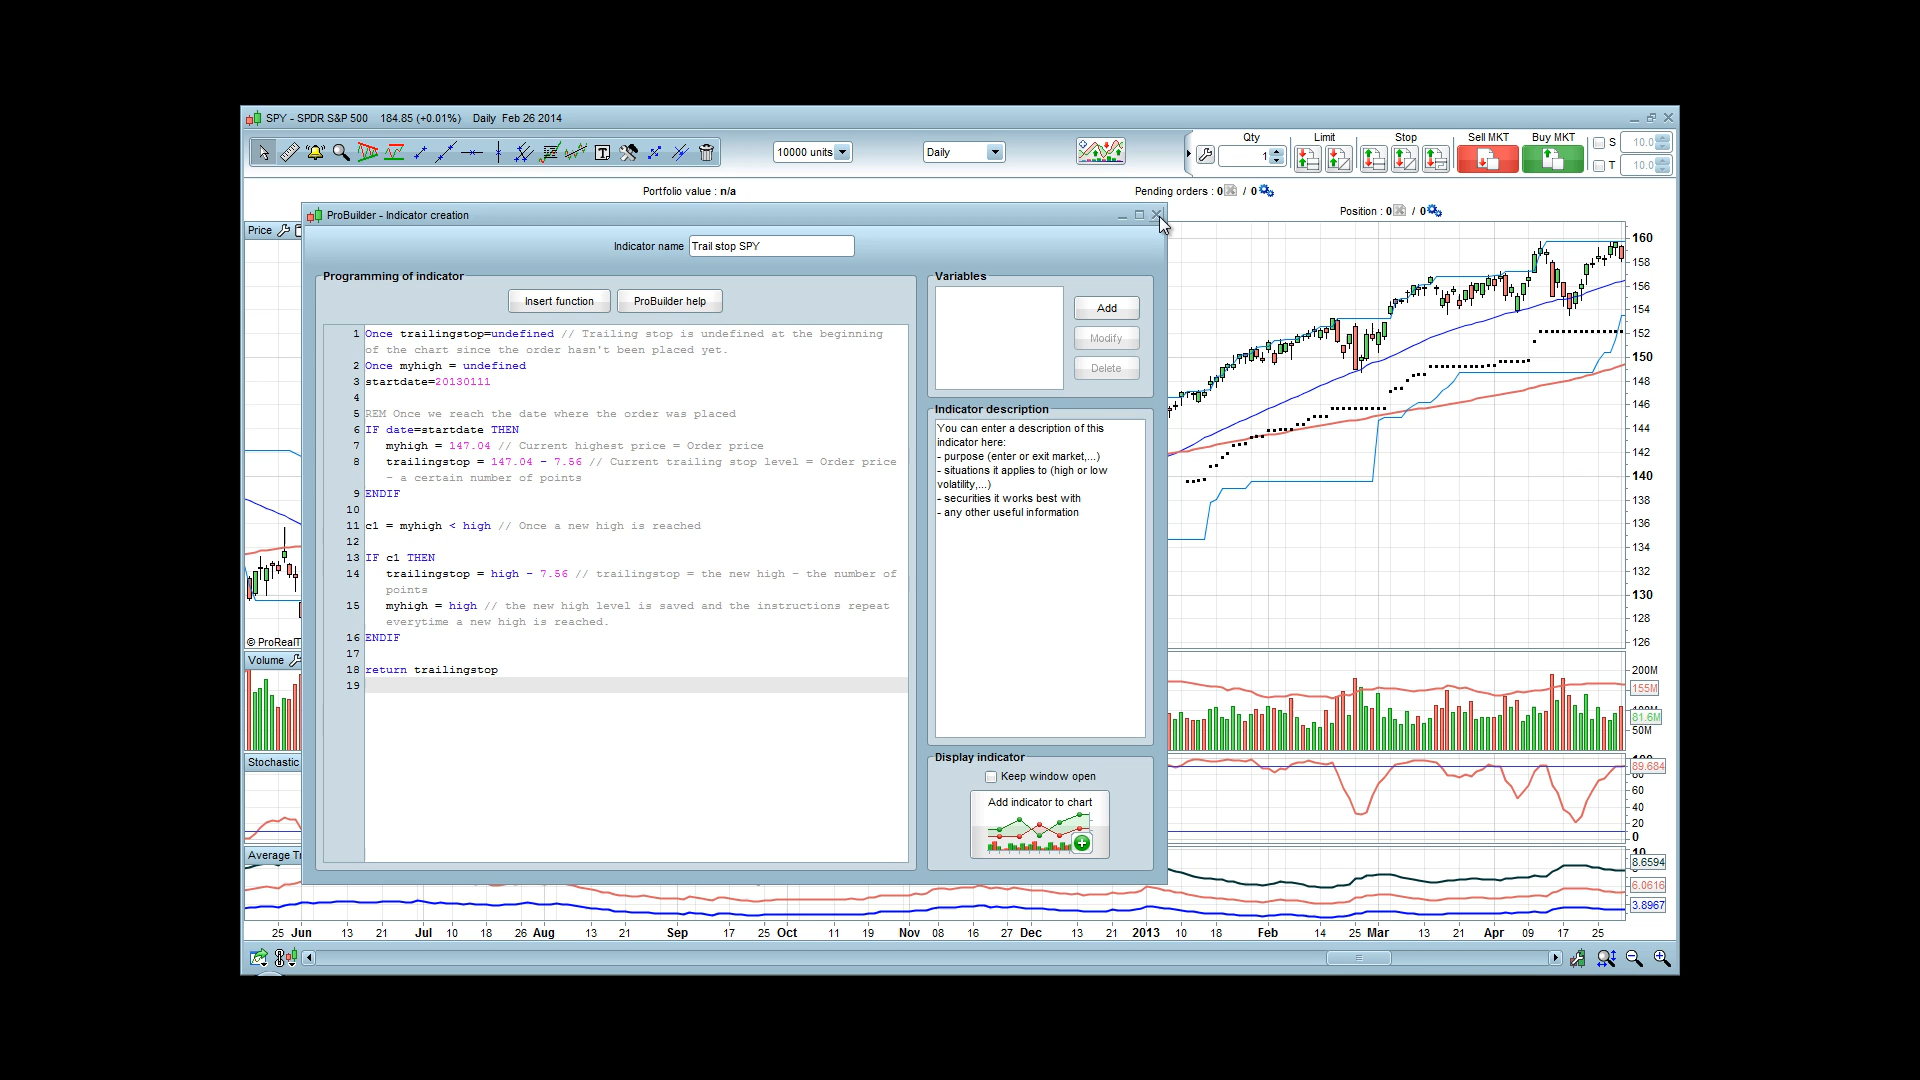 SPY - SPDR S&P 500 184.85 (+0.01%) Daily Feb 26 2014
10000 units
Daily
Qty
1
Limit
Stop
Sell MKT
Buy MKT
S 10.0
T 10.0
Portfolio value : n/a
Pending orders : 0 / 0
Position : 0 / 0
ProBuilder - Indicator creation
Indicator name Trail stop SPY
Programming of indicator
Insert function
ProBuilder help
1 Once trailingstop=undefined // Trailing stop is undefined at the beginning
of the chart since the order hasn't been placed yet.
2 Once myhigh = undefined
3 startdate=20130111
4
5 REM Once we reach the date where the order was placed
6 IF date=startdate THEN
7 myhigh = 147.04 // Current highest price = Order price
8 trailingstop = 147.04 - 7.56 // Current trailing stop level = Order price
- a certain number of points
9 ENDIF
10
11 c1 = myhigh < high // Once a new high is reached
12
13 IF c1 THEN
14 trailingstop = high - 7.56 // trailingstop = the new high - the number of
points
15 myhigh = high // the new high level is saved and the instructions repeat
everytime a new high is reached.
16 ENDIF
17
18 return trailingstop
19
Variables
Add
Modify
Delete
Indicator description
You can enter a description of this
indicator here:
- purpose (enter or exit market,...)
- situations it applies to (high or low
volatility,...)
- securities it works best with
- any other useful information
Display indicator
Keep window open
Add indicator to chart
Price
© ProRealT
Volume
Stochastic
Average Tr
160
158
156
154
152
150
148
146
144
142
140
138
136
134
132
130
128
126
200M
155M
81.6M
50M
89.684
60
40
20
0
10
8.6594
6.0616
3.8967
25 Jun 13 21 Jul 10 18 26 Aug 13 21 Sep 17 25 Oct 11 19 Nov 08 16 27 Dec 13 21 2013 10 18 Feb 14 25 Mar 13 21 Apr 09 17 25